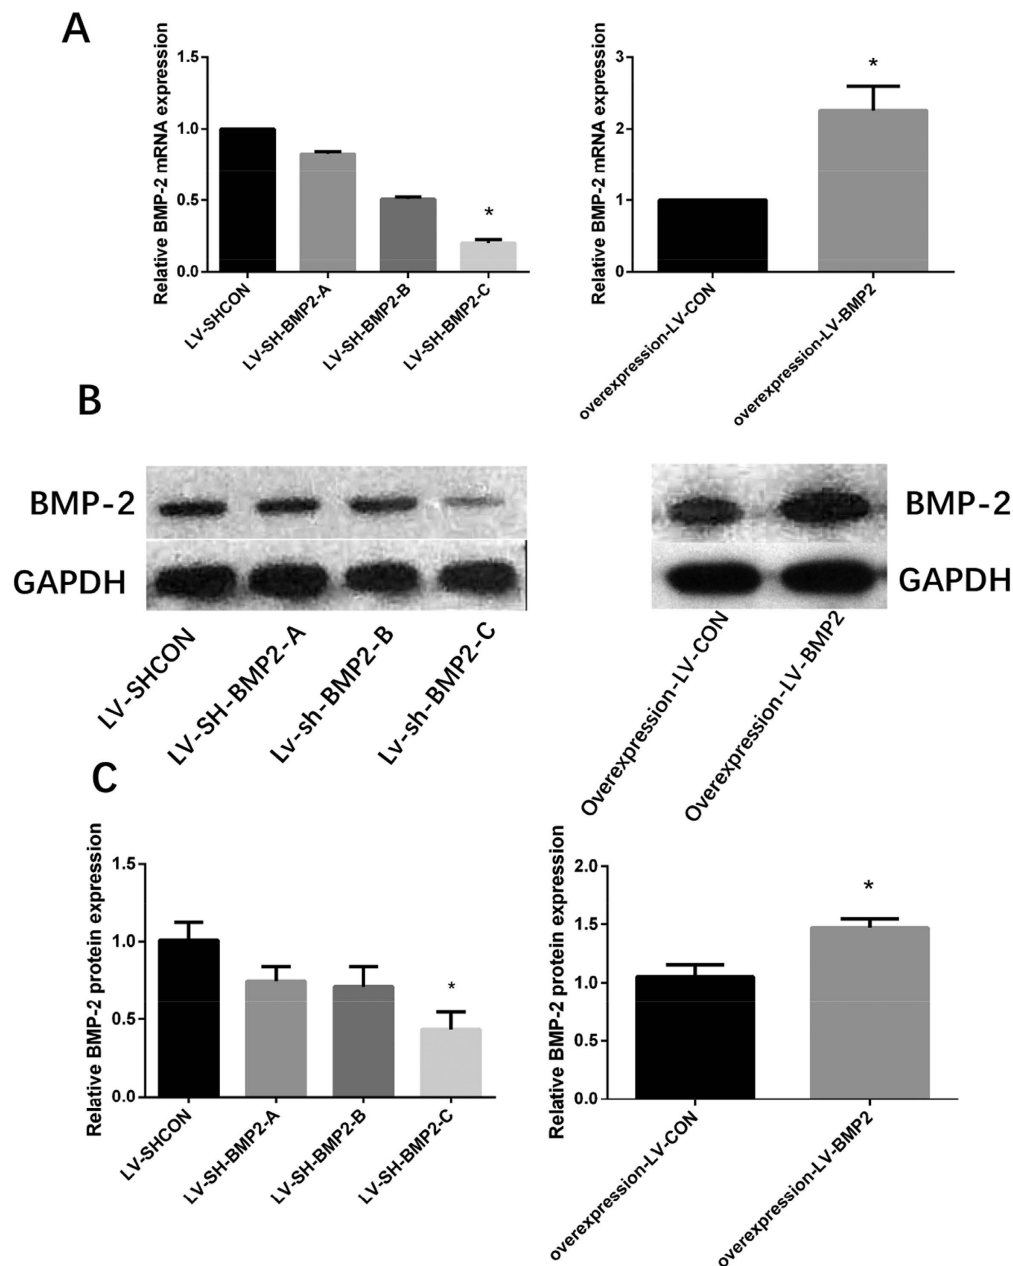 A
Relative BMP-2 mRNA expression
1.5
1.0
0.5
0.0
*
LV-SHCON
LV-SH-BMP2-A
LV-SH-BMP2-B
LV-SH-BMP2-C
Relative BMP-2 mRNA expression
3
2
1
0
*
overexpression-LV-CON
overexpression-LV-BMP2
B
BMP-2
GAPDH
LV-SHCON
LV-SH-BMP2-A
Lv-sh-BMP2-B
Lv-sh-BMP2-C
BMP-2
GAPDH
Overexpression-LV-CON
Overexpression-LV-BMP2
C
Relative BMP-2 protein expression
1.5
1.0
0.5
0.0
*
LV-SHCON
LV-SH-BMP2-A
LV-SH-BMP2-B
LV-SH-BMP2-C
Relative BMP-2 protein expression
2.0
1.5
1.0
0.5
0.0
*
overexpression-LV-CON
overexpression-LV-BMP2